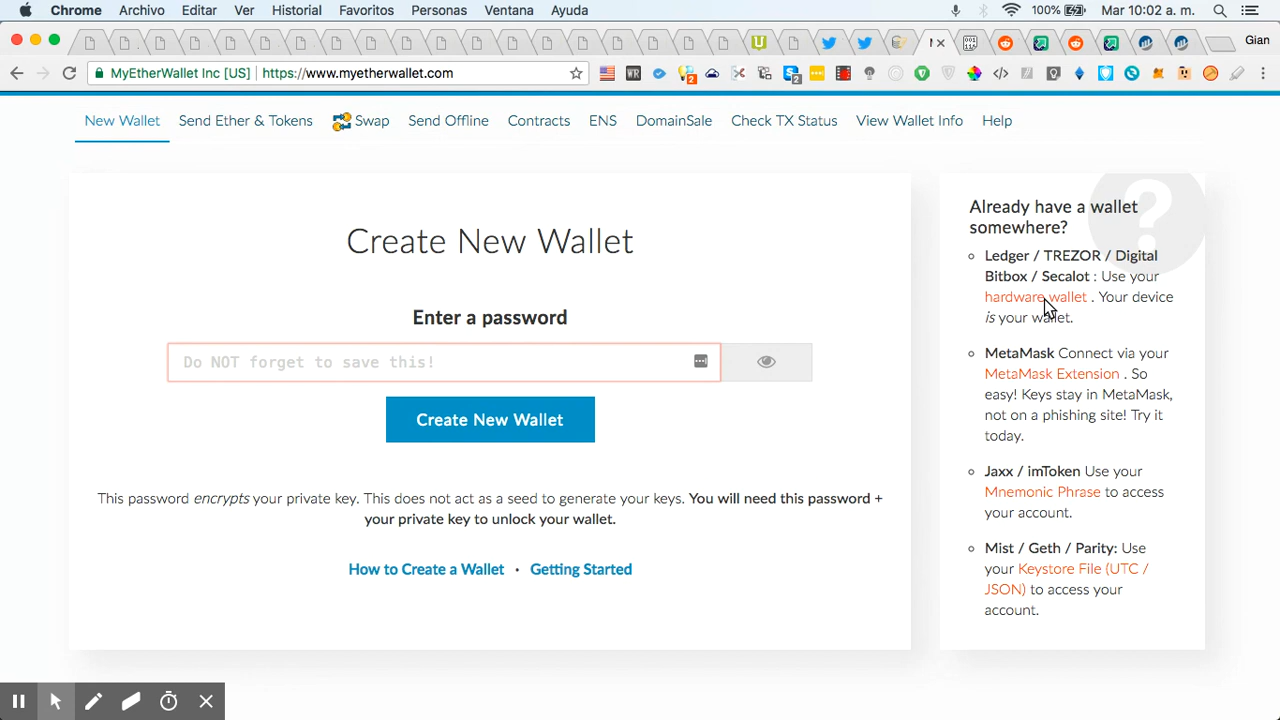 Chrome Archivo Editar Ver Historial Favoritos Personas Ventana Ayuda 100% Mar 10:02 a. m.
Gian
MyEtherWallet Inc [US] https://www.myetherwallet.com WR 2 2
New Wallet Send Ether & Tokens Swap Send Offline Contracts ENS DomainSale Check TX Status View Wallet Info Help
Create New Wallet
Enter a password
Do NOT forget to save this!
Create New Wallet
This password encrypts your private key. This does not act as a seed to generate your keys. You will need this password +
your private key to unlock your wallet.
How to Create a Wallet · Getting Started
?
Already have a wallet
somewhere?
Ledger / TREZOR / Digital
Bitbox / Secalot : Use your
hardware wallet . Your device
is your wallet.
MetaMask Connect via your
MetaMask Extension . So
easy! Keys stay in MetaMask,
not on a phishing site! Try it
today.
Jaxx / imToken Use your
Mnemonic Phrase to access
your account.
Mist / Geth / Parity: Use
your Keystore File (UTC /
JSON) to access your
account.